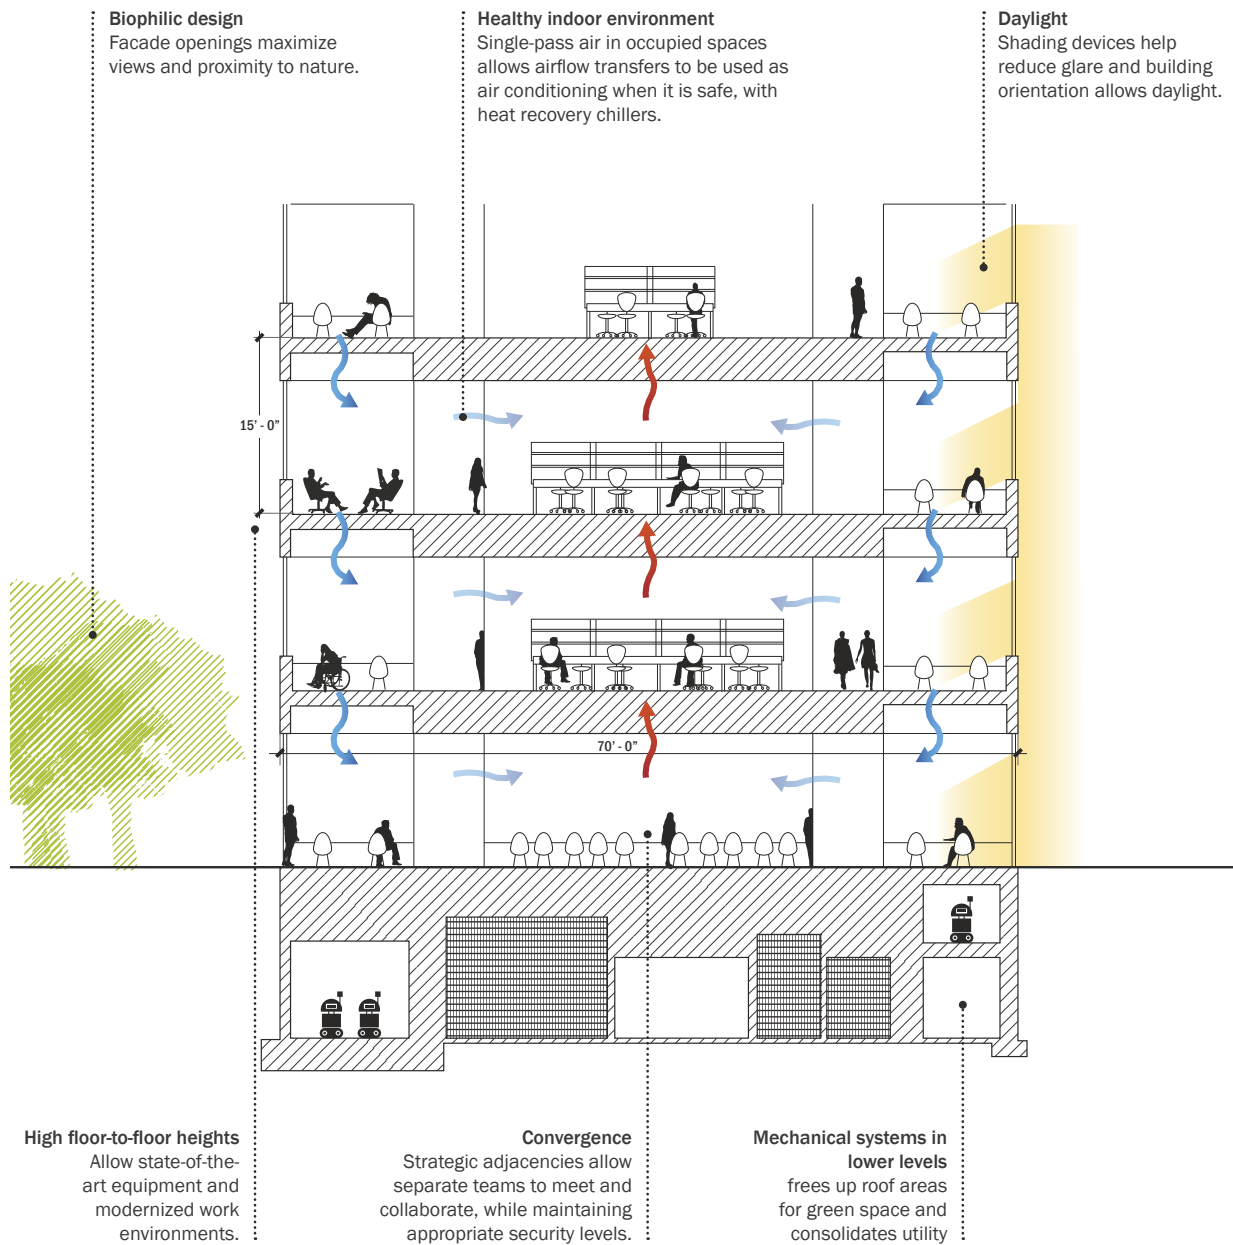 Biophilic design
Facade openings maximize
views and proximity to nature.
Healthy indoor environment
Single-pass air in occupied spaces
allows airflow transfers to be used as
air conditioning when it is safe, with
heat recovery chillers.
Daylight
Shading devices help
reduce glare and building
orientation allows daylight.
15' - 0"
70' - 0"
High floor-to-floor heights
Allow state-of-the-
art equipment and
modernized work
environments.
Convergence
Strategic adjacencies allow
separate teams to meet and
collaborate, while maintaining
appropriate security levels.
Mechanical systems in
lower levels
frees up roof areas
for green space and
consolidates utility